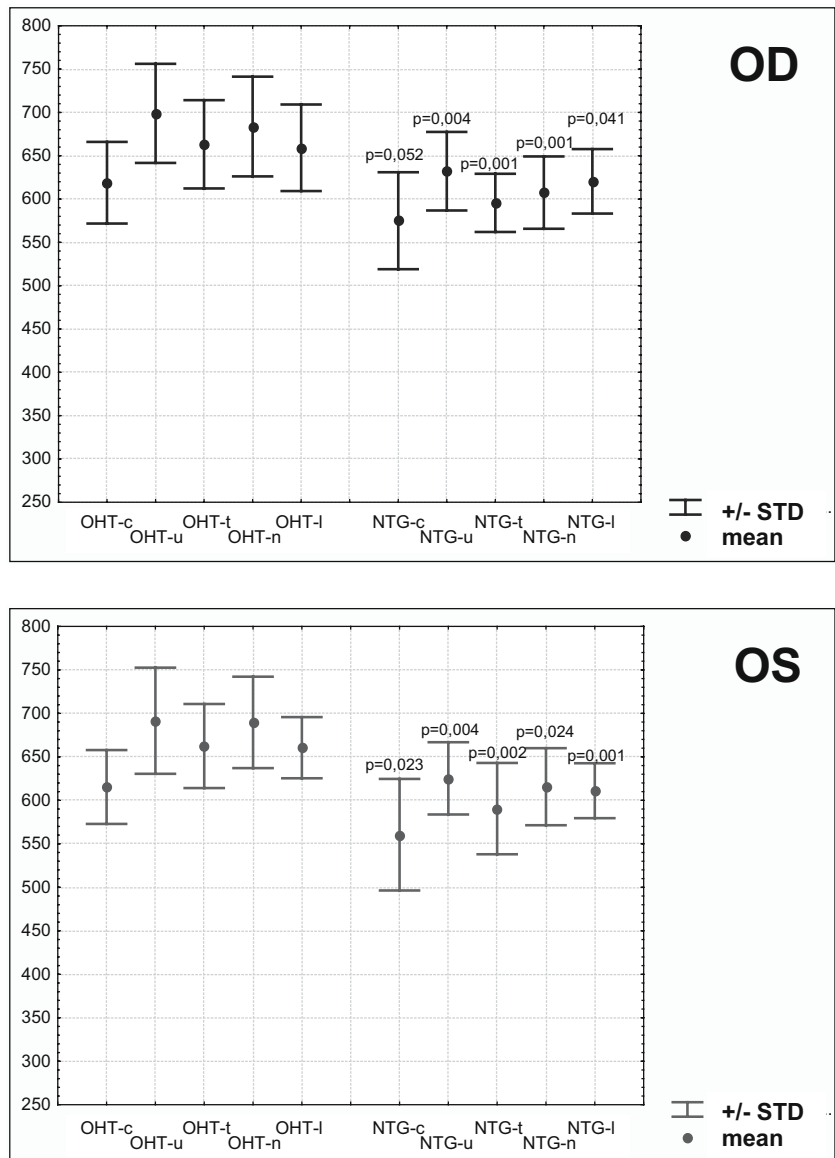 OD
800
750
700
650
600
550
500
450
400
350
300
250
p=0,052
p=0,004
p=0,001
p=0,001
p=0,041
OHT-c
OHT-u
OHT-t
OHT-n
OHT-l
NTG-c
NTG-u
NTG-t
NTG-n
NTG-l
+/- STD
mean
OS
800
750
700
650
600
550
500
450
400
350
300
250
p=0,023
p=0,004
p=0,002
p=0,024
p=0,001
OHT-c
OHT-u
OHT-t
OHT-n
OHT-l
NTG-c
NTG-u
NTG-t
NTG-n
NTG-l
+/- STD
mean